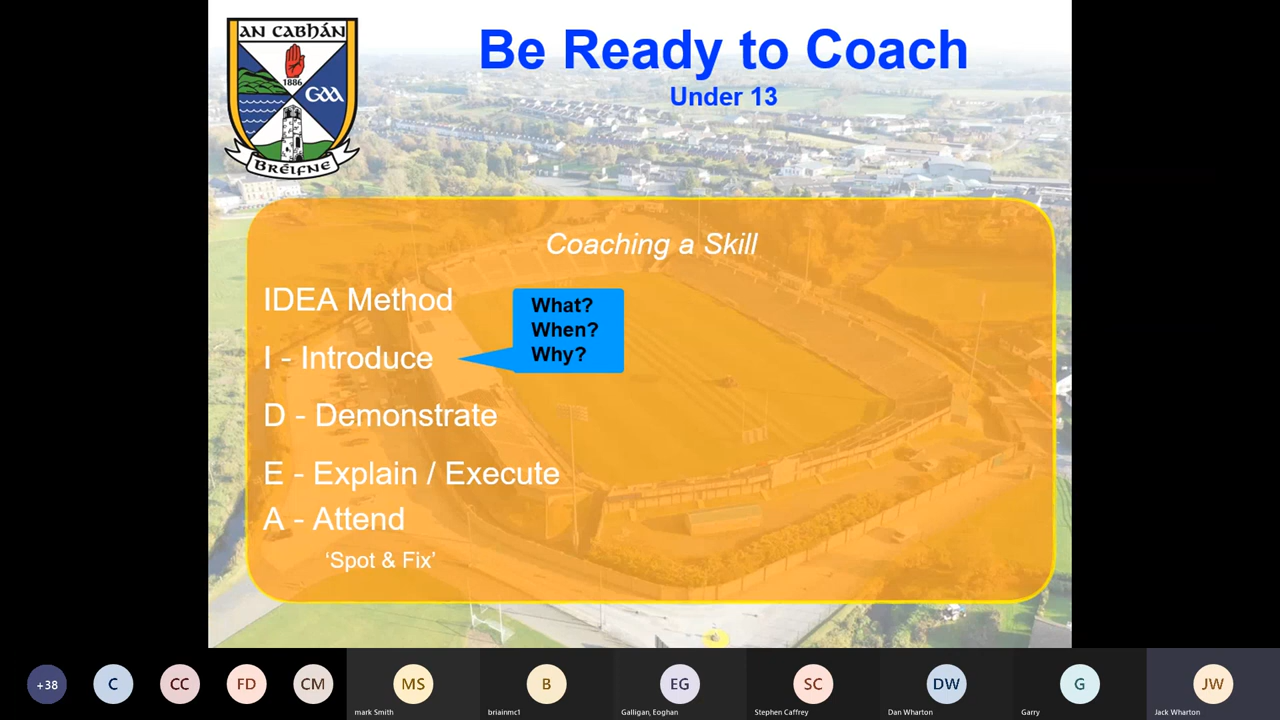 AN CABHÁN
1886
GAA
BRÉIFNE
Be Ready to Coach
Under 13
Coaching a Skill
IDEA Method
What?
When?
Why?
I - Introduce
D - Demonstrate
E - Explain / Execute
A - Attend
‘Spot & Fix’
+38
C
CC
FD
CM
MS
mark Smith
B
briainmc1
EG
Galligan, Eoghan
SC
Stephen Caffrey
DW
Dan Wharton
G
Garry
JW
Jack Wharton